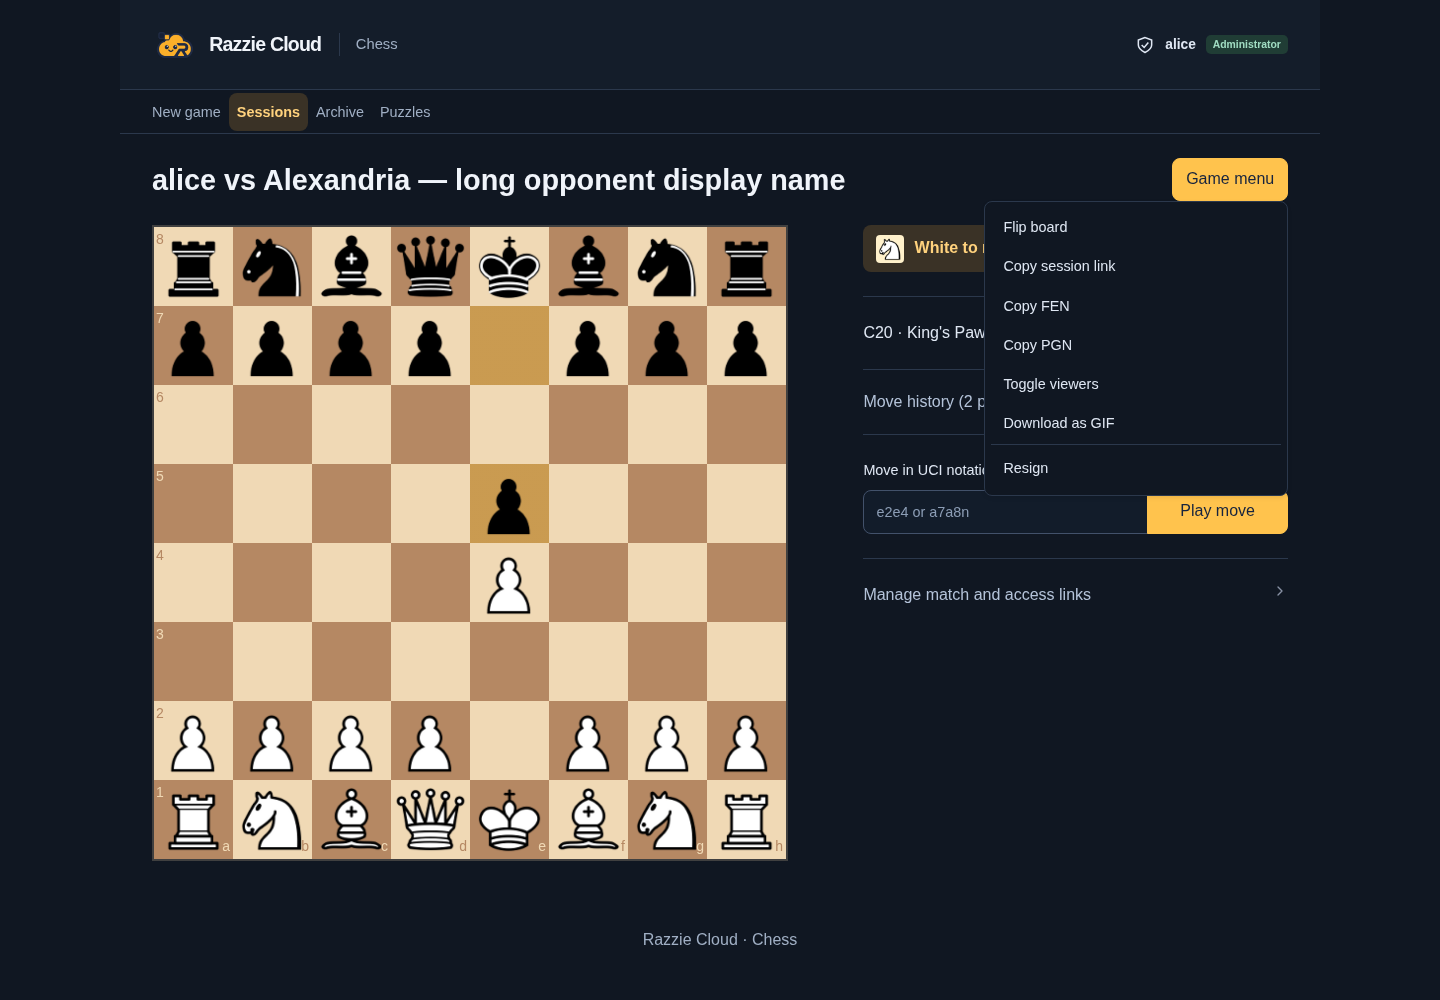 Razzie Cloud
Chess
alice
Administrator
New game
Sessions
Archive
Puzzles
alice vs Alexandria — long opponent display name
Game menu
Flip board
Copy session link
Copy FEN
Copy PGN
Toggle viewers
Download as GIF
Resign
White to
C20 · King's Paw
Move history (2 p
Move in UCI notatio
e2e4 or a7a8n
Play move
Manage match and access links
8
7
6
5
4
3
2
1
a b c d e f g h
Razzie Cloud · Chess